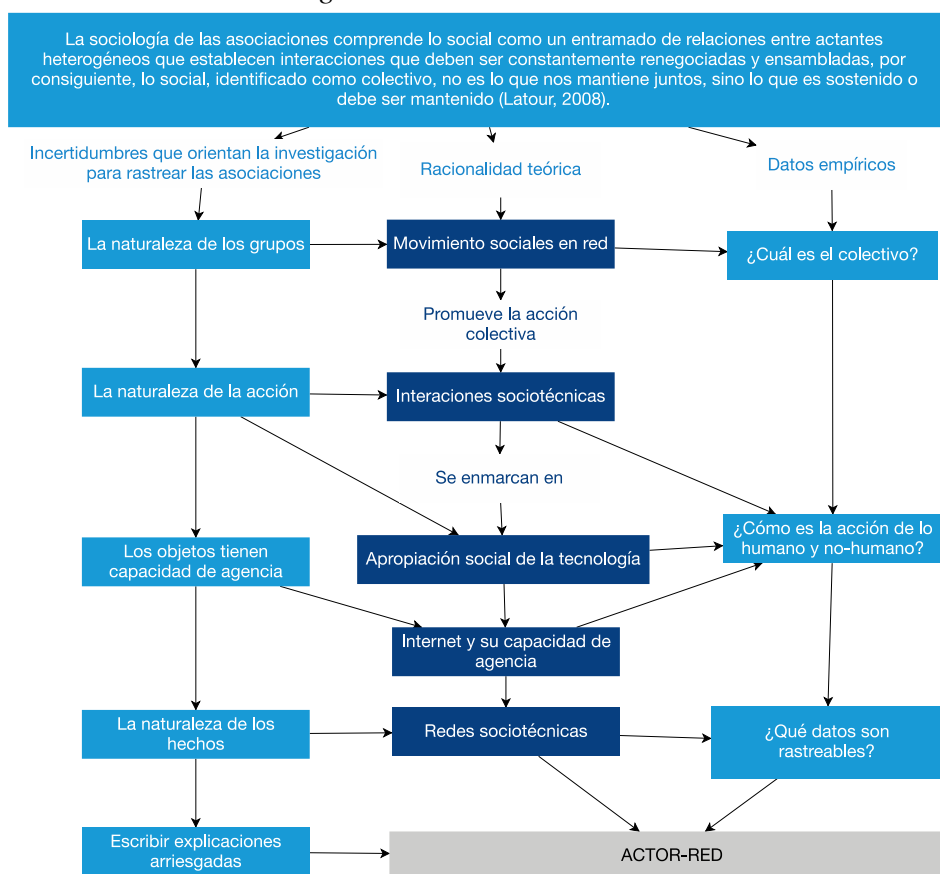 La sociología de las asociaciones comprende lo social como un entramado de relaciones entre actantes
heterogéneos que establecen interacciones que deben ser constantemente renegociadas y ensambladas, por
consiguiente, lo social, identificado como colectivo, no es lo que nos mantiene juntos, sino lo que es sostenido o
debe ser mantenido (Latour, 2008).
Incertidumbres que orientan la investigación
para rastrear las asociaciones
Racionalidad teórica
Datos empíricos
La naturaleza de los grupos
Movimiento sociales en red
¿Cuál es el colectivo?
Promueve la acción
colectiva
La naturaleza de la acción
Interaciones sociotécnicas
Se enmarcan en
Los objetos tienen
capacidad de agencia
Apropiación social de la tecnología
¿Cómo es la acción de lo
humano y no-humano?
Internet y su capacidad de
agencia
La naturaleza de los
hechos
Redes sociotécnicas
¿Qué datos son
rastreables?
Escribir explicaciones
arriesgadas
ACTOR-RED